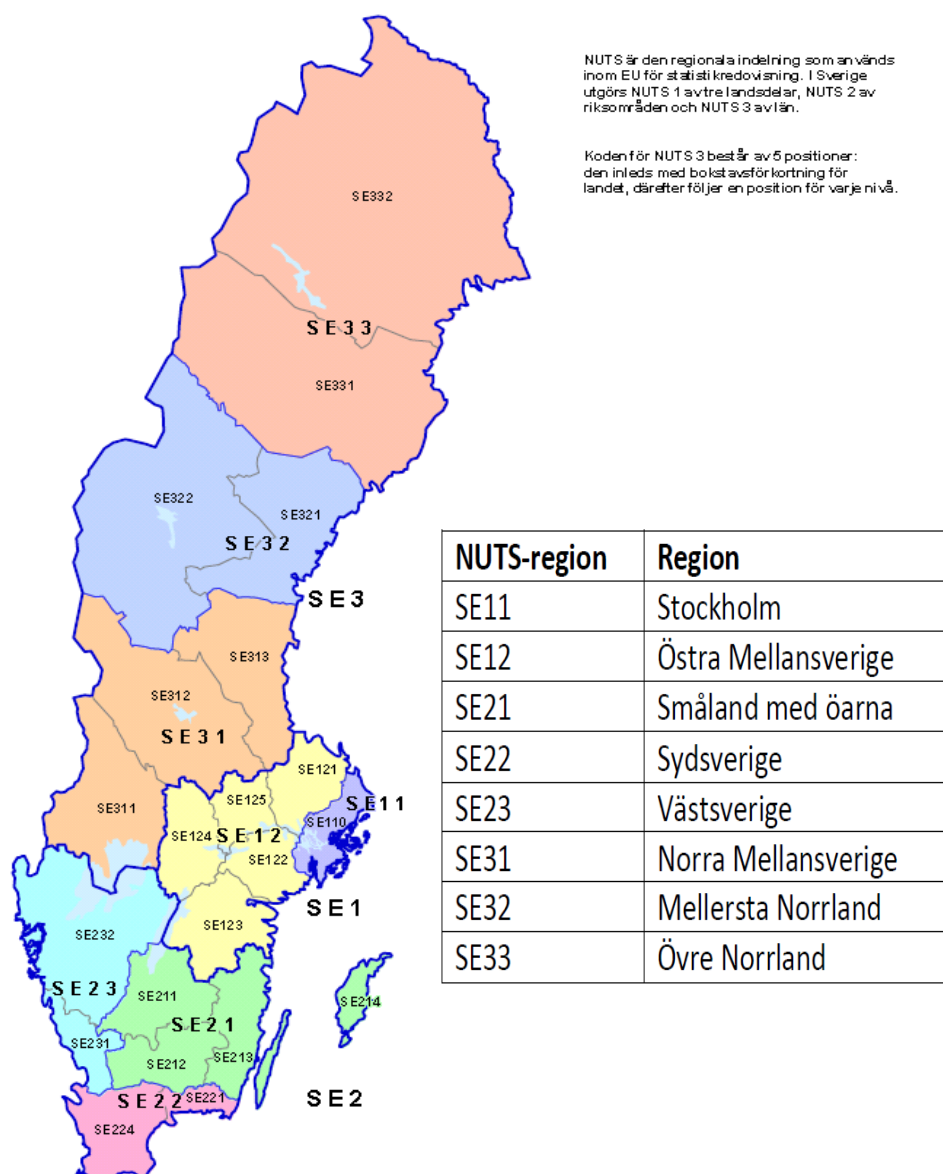 NUTS är den regionala indelning som används
inom EU för statistikredovisning. I Sverige
utgörs NUTS 1 av tre landsdelar, NUTS 2 av
riksområden och NUTS 3 av län.
Koden för NUTS 3 består av 5 positioner:
den inleds med bokstavsförkortning för
landet, därefter följer en position för varje nivå.
SE332
SE33
SE331
SE322
SE321
SE32
SE3
SE313
SE312
SE31
SE311
SE121
SE125
SE11
SE110
SE124
SE12
SE122
SE1
SE123
SE232
SE23
SE211
SE214
SE21
SE231
SE212
SE213
SE2
SE22
SE221
SE224
NUTS-region Region
SE11 Stockholm
SE12 Östra Mellansverige
SE21 Småland med öarna
SE22 Sydsverige
SE23 Västsverige
SE31 Norra Mellansverige
SE32 Mellersta Norrland
SE33 Övre Norrland